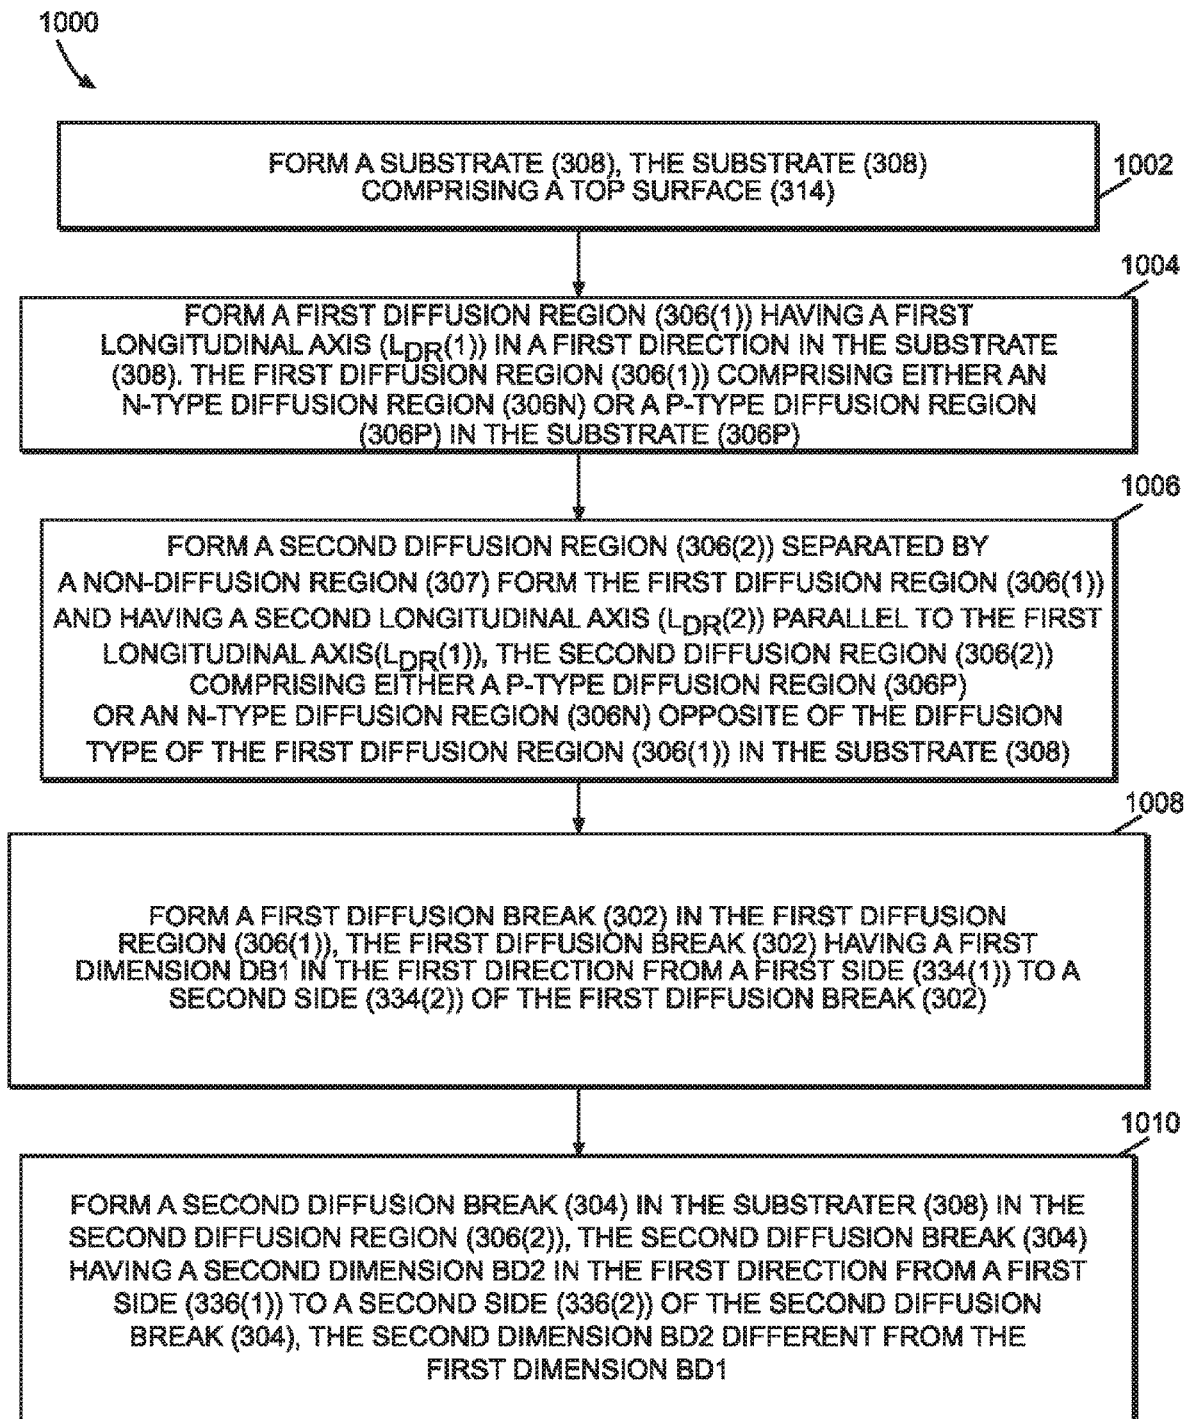 1000
FORM A SUBSTRATE (308), THE SUBSTRATE (308)
COMPRISING A TOP SURFACE (314)
1002
1004
FORM A FIRST DIFFUSION REGION (306(1)) HAVING A FIRST
LONGITUDINAL AXIS (LDR(1)) IN A FIRST DIRECTION IN THE SUBSTRATE
(308). THE FIRST DIFFUSION REGION (306(1)) COMPRISING EITHER AN
N-TYPE DIFFUSION REGION (306N) OR A P-TYPE DIFFUSION REGION
(306P) IN THE SUBSTRATE (306P)
1006
FORM A SECOND DIFFUSION REGION (306(2)) SEPARATED BY
A NON-DIFFUSION REGION (307) FORM THE FIRST DIFFUSION REGION (306(1))
AND HAVING A SECOND LONGITUDINAL AXIS (LDR(2)) PARALLEL TO THE FIRST
LONGITUDINAL AXIS(LDR(1)), THE SECOND DIFFUSION REGION (306(2))
COMPRISING EITHER A P-TYPE DIFFUSION REGION (306P)
OR AN N-TYPE DIFFUSION REGION (306N) OPPOSITE OF THE DIFFUSION
TYPE OF THE FIRST DIFFUSION REGION (306(1)) IN THE SUBSTRATE (308)
1008
FORM A FIRST DIFFUSION BREAK (302) IN THE FIRST DIFFUSION
REGION (306(1)), THE FIRST DIFFUSION BREAK (302) HAVING A FIRST
DIMENSION DB1 IN THE FIRST DIRECTION FROM A FIRST SIDE (334(1)) TO A
SECOND SIDE (334(2)) OF THE FIRST DIFFUSION BREAK (302)
1010
FORM A SECOND DIFFUSION BREAK (304) IN THE SUBSTRATER (308) IN THE
SECOND DIFFUSION REGION (306(2)), THE SECOND DIFFUSION BREAK (304)
HAVING A SECOND DIMENSION BD2 IN THE FIRST DIRECTION FROM A FIRST
SIDE (336(1)) TO A SECOND SIDE (336(2)) OF THE SECOND DIFFUSION
BREAK (304), THE SECOND DIMENSION BD2 DIFFERENT FROM THE
FIRST DIMENSION BD1